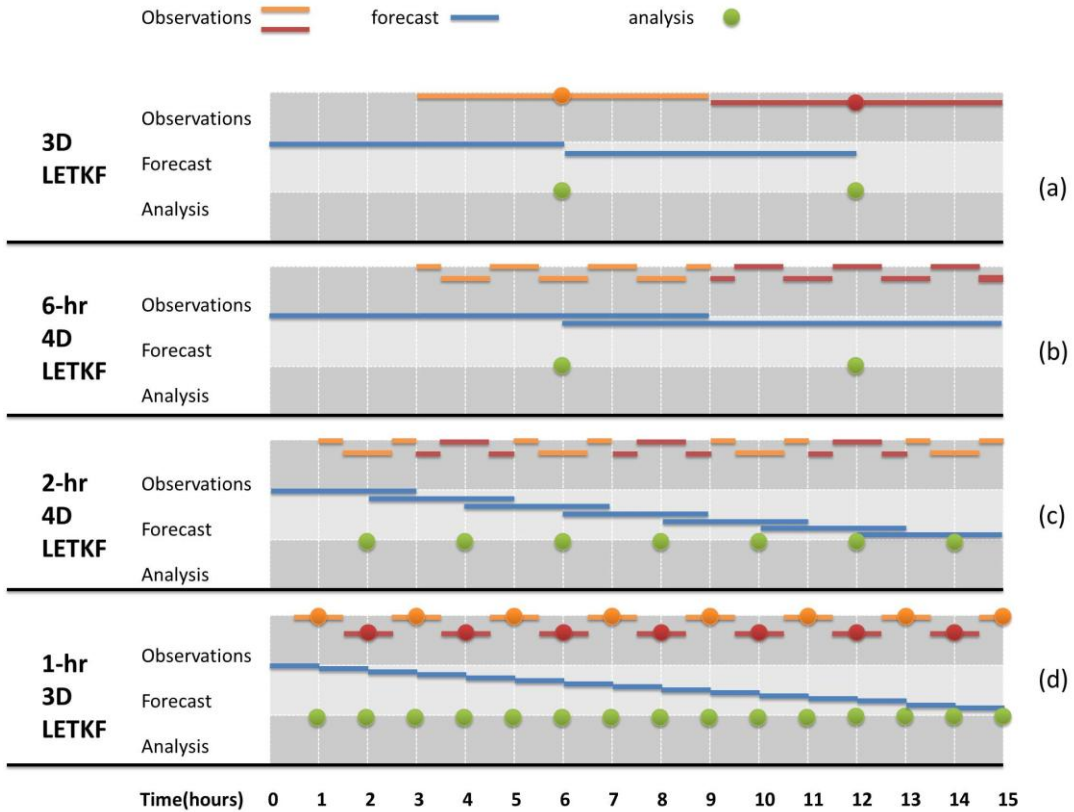 Observations forecast analysis
3D
LETKF
Observations
Forecast
Analysis
(a)
6-hr
4D
LETKF
Observations
Forecast
Analysis
(b)
2-hr
4D
LETKF
Observations
Forecast
Analysis
(c)
1-hr
3D
LETKF
Observations
Forecast
Analysis
(d)
Time(hours) 0 1 2 3 4 5 6 7 8 9 10 11 12 13 14 15